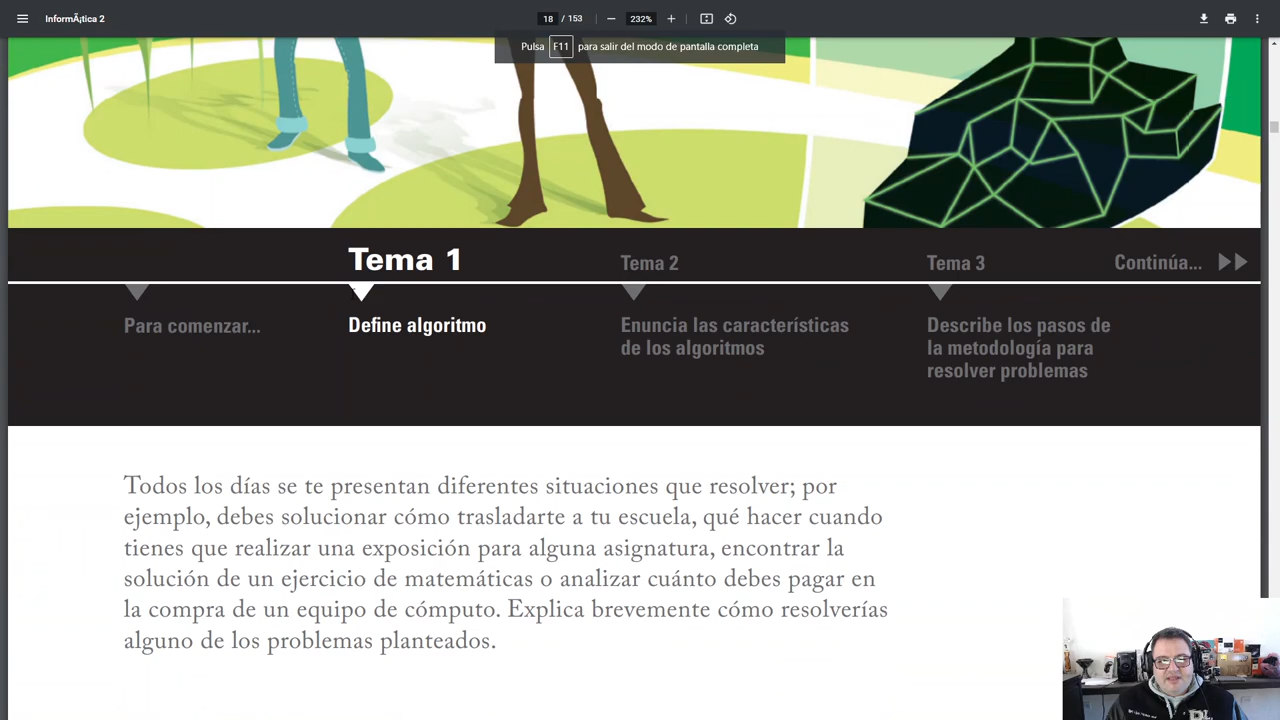 InformÃ¡tica 2
18 / 153
232%
Pulsa F11 para salir del modo de pantalla completa
Tema 1
Tema 2
Tema 3
Continúa...
Para comenzar...
Define algoritmo
Enuncia las características
de los algoritmos
Describe los pasos de
la metodología para
resolver problemas
Todos los días se te presentan diferentes situaciones que resolver; por
ejemplo, debes solucionar cómo trasladarte a tu escuela, qué hacer cuando
tienes que realizar una exposición para alguna asignatura, encontrar la
solución de un ejercicio de matemáticas o analizar cuánto debes pagar en
la compra de un equipo de cómputo. Explica brevemente cómo resolverías
alguno de los problemas planteados.